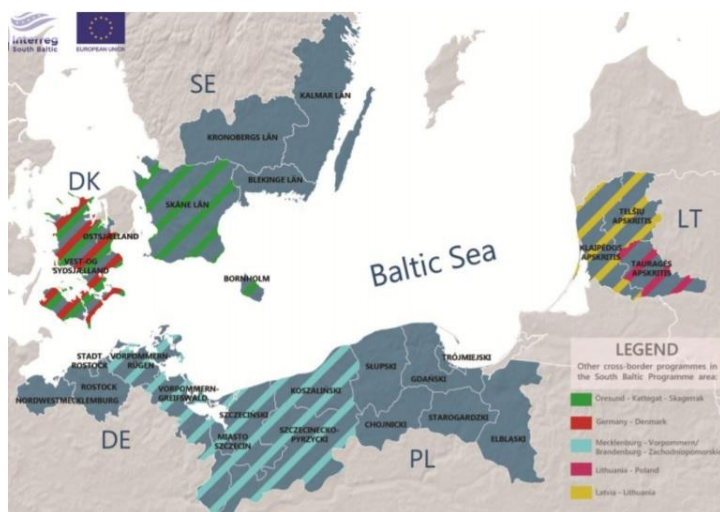 Interreg
South Baltic
EUROPEAN UNION
SE
KALMAR LÄN
KRONOBERGS LÄN
BLEKINGE LÄN
DK
SKÅNE LÄN
ØSTSJÆLLAND
VEST-OG
SYDSJÆLLAND
BORNHOLM
Baltic Sea
TELŠIŲ
APSKRITIS
LT
KLAIPĖDOS
APSKRITIS
TAURAGĖS
APSKRITIS
STADT
ROSTOCK
VORPOMMERN
RÜGEN
ROSTOCK
NORDWESTMECKLEMBURG
VORPOMMERN-
GREIFSWALD
DE
KOSZALIŃSKI
SZCZECIŃSKI
MIASTO
SZCZECIN
SZCZECINECKO-
PYRZYCKI
SŁUPSKI
TRÓJMIEJSKI
GDAŃSKI
CHOJNICKI
STAROGARDZKI
ELBLĄSKI
PL
LEGEND
Other cross-border programmes in
the South Baltic Programme area:
Öresund - Kattegat - Skagerrak
Germany - Denmark
Mecklenburg - Vorpommern/
Brandenburg - Zachodniopomorskie
Lithuania - Poland
Latvia - Lithuania